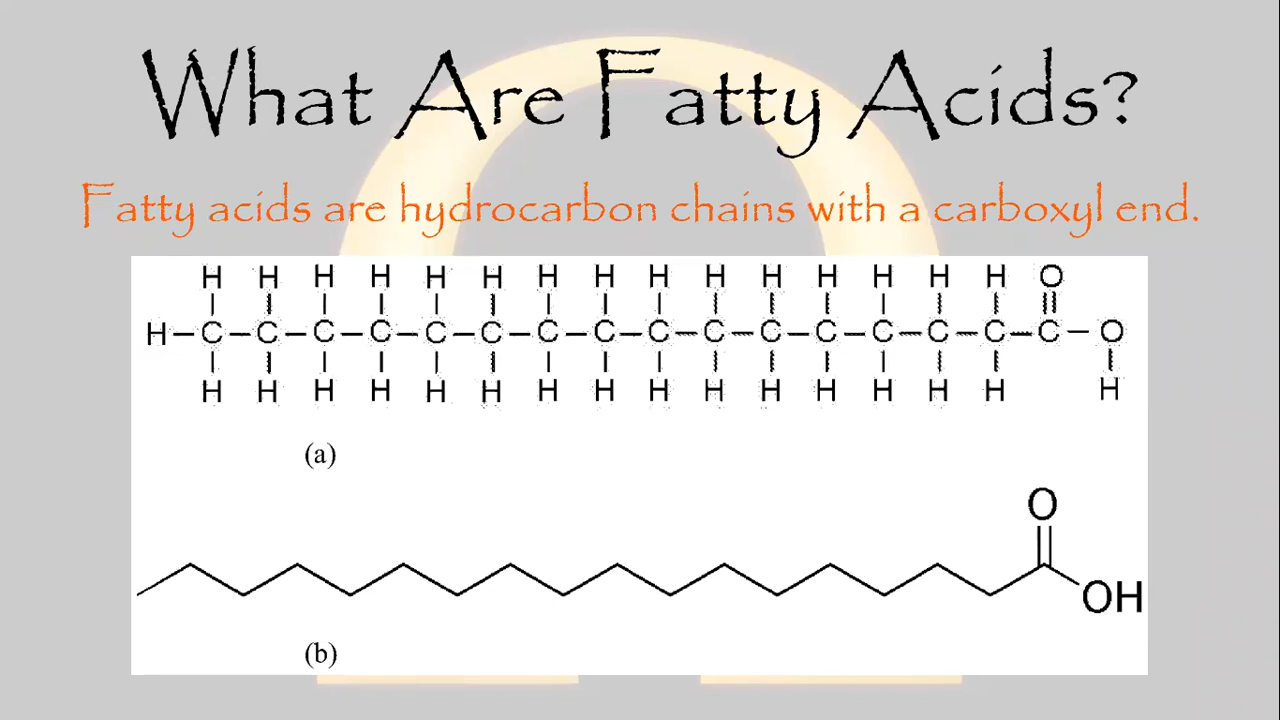 What Are Fatty Acids?
Fatty acids are hydrocarbon chains with a carboxyl end.
H H H H H H H H H H H H H H H O
H C C C C C C C C C C C C C C C C O
H H H H H H H H H H H H H H H H
(a)
O
OH
(b)